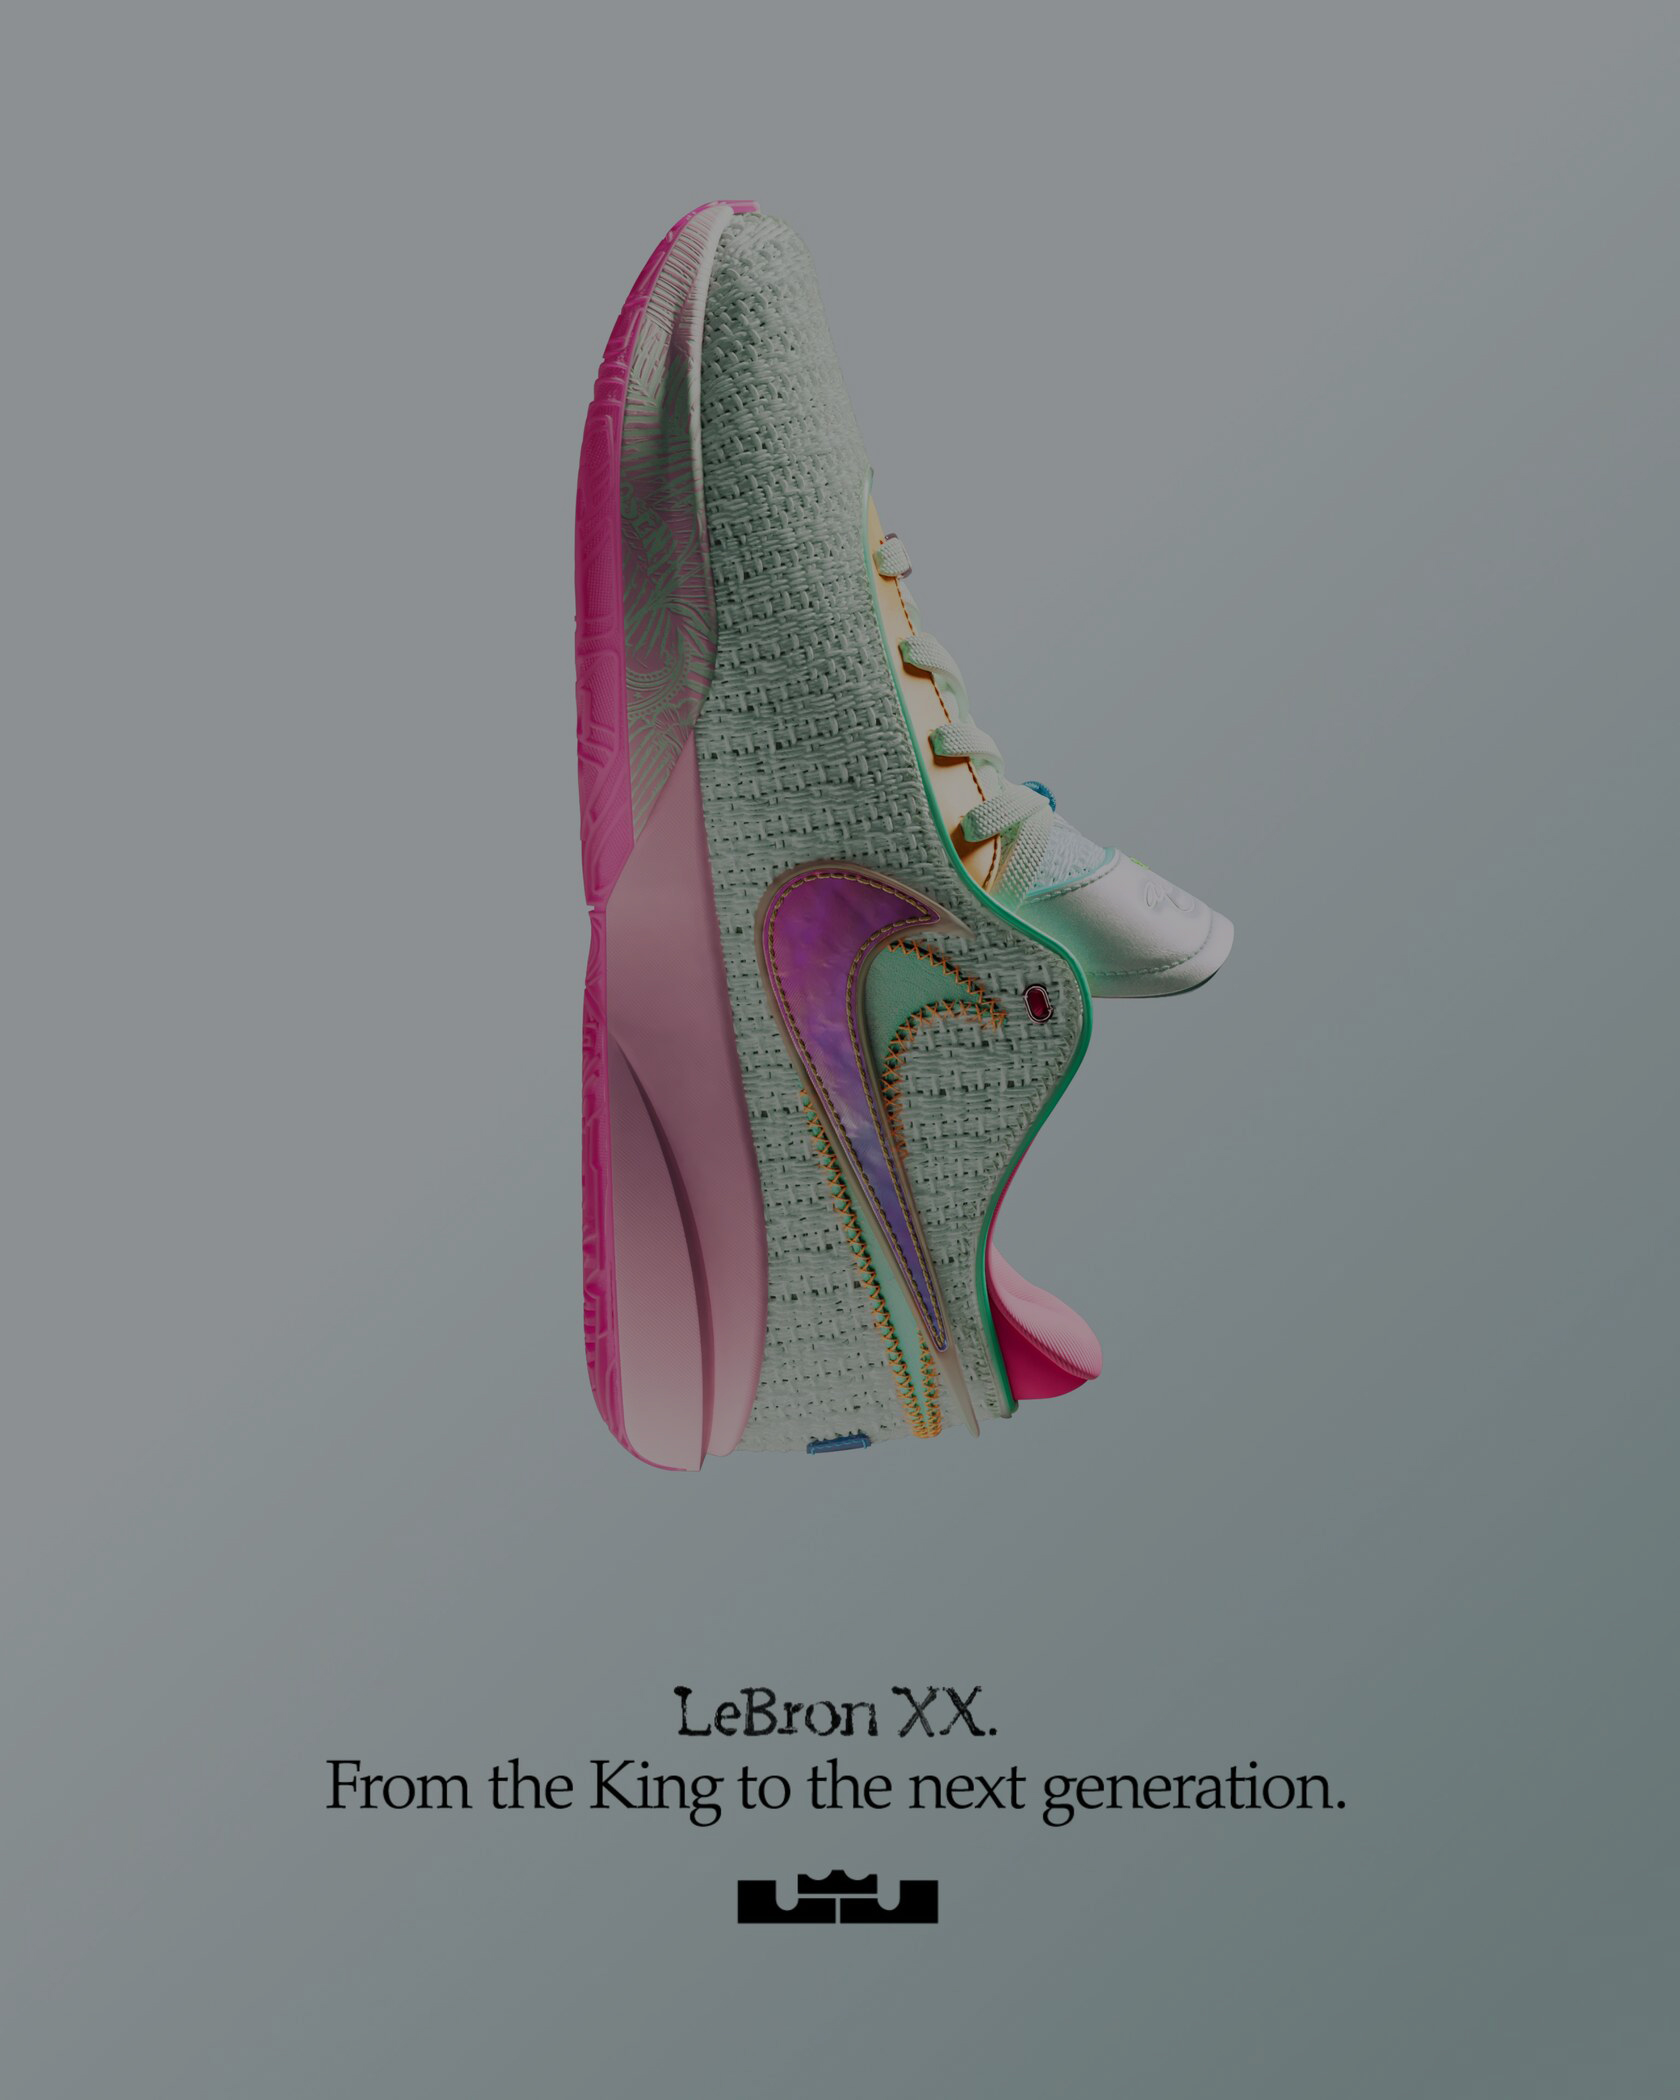 LeBron XX.
From the King to the next generation.